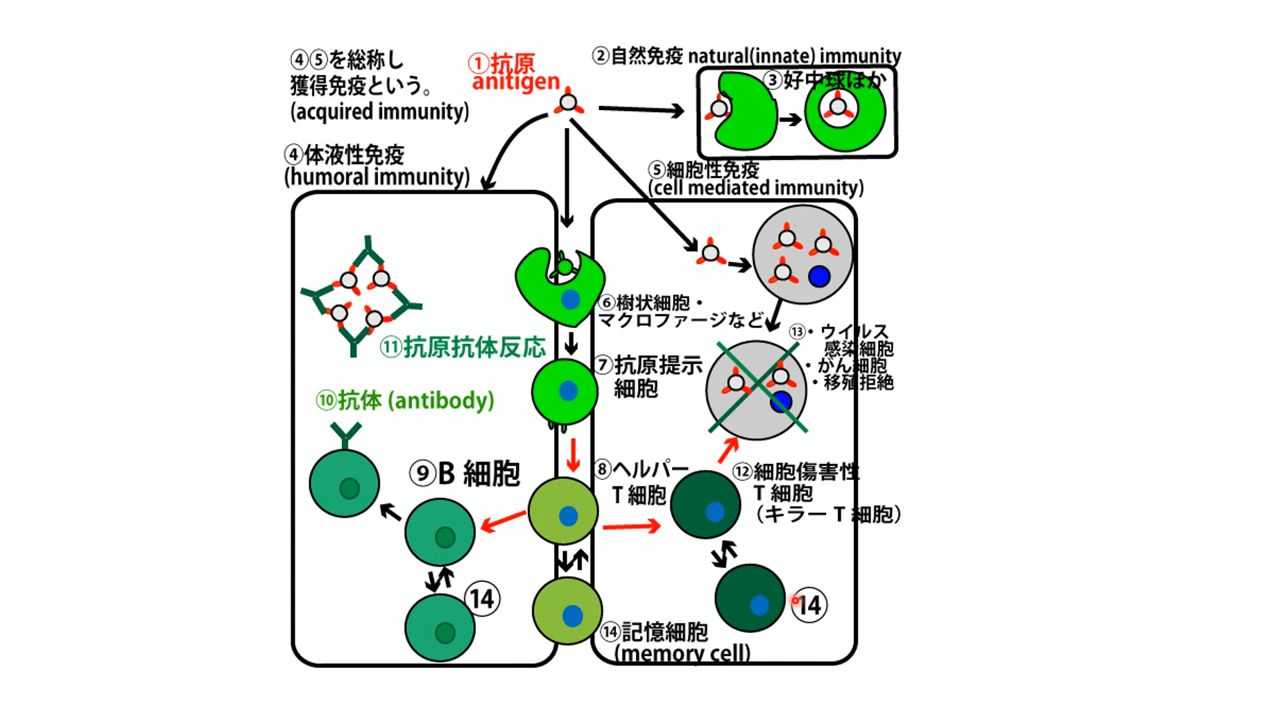 ④⑤を総称し
獲得免疫という。
(acquired immunity)
①抗原
anitigen
②自然免疫 natural(innate) immunity
③好中球ほか
④体液性免疫
(humoral immunity)
⑤細胞性免疫
(cell mediated immunity)
⑥樹状細胞・
マクロファージなど
⑦抗原提示
細胞
⑧ヘルパー
T 細胞
⑨B 細胞
⑩抗体 (antibody)
⑪抗原抗体反応
⑫細胞傷害性
T 細胞
（キラー T 細胞）
⑬・ウイルス
感染細胞
・がん細胞
・移殖拒絶
⑭
⑭記憶細胞
(memory cell)
⑭